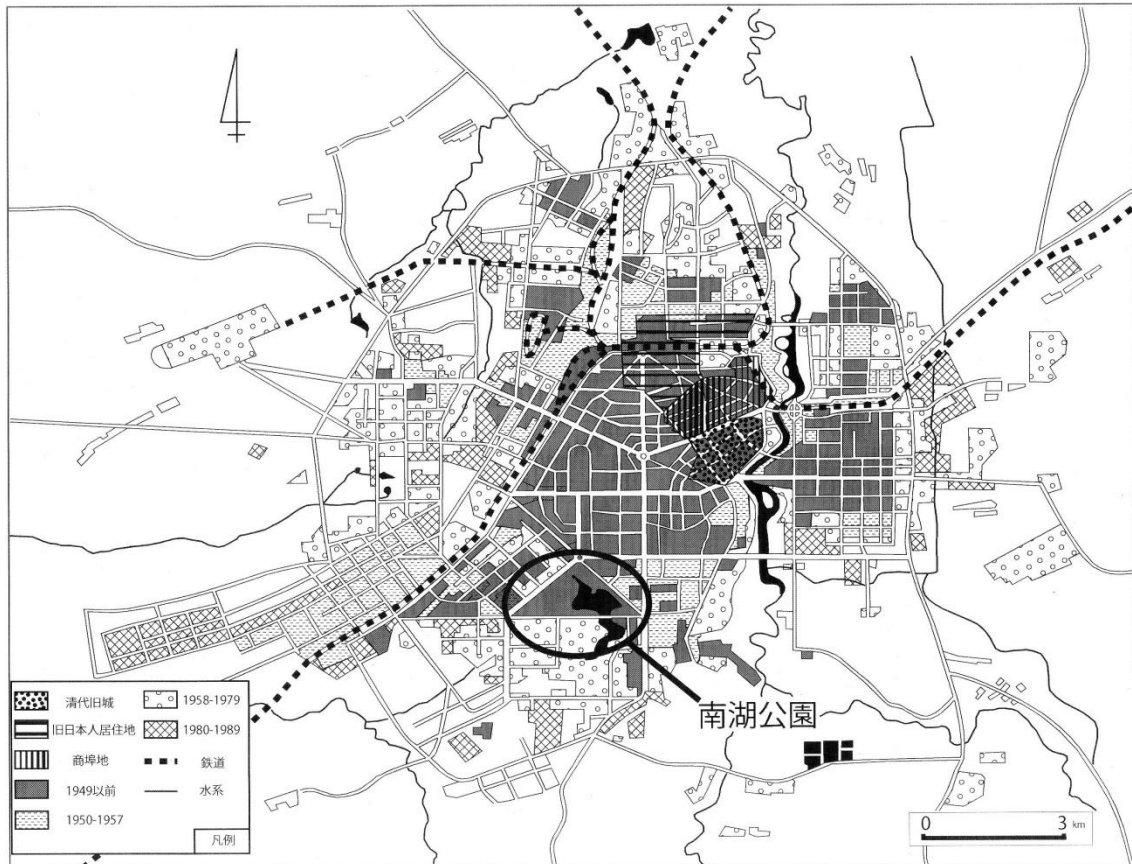 南湖公園
清代旧城
旧日本人居住地
商埠地
1949以前
1950-1957
1958-1979
1980-1989
鉄道
水系
凡例
0 3 km